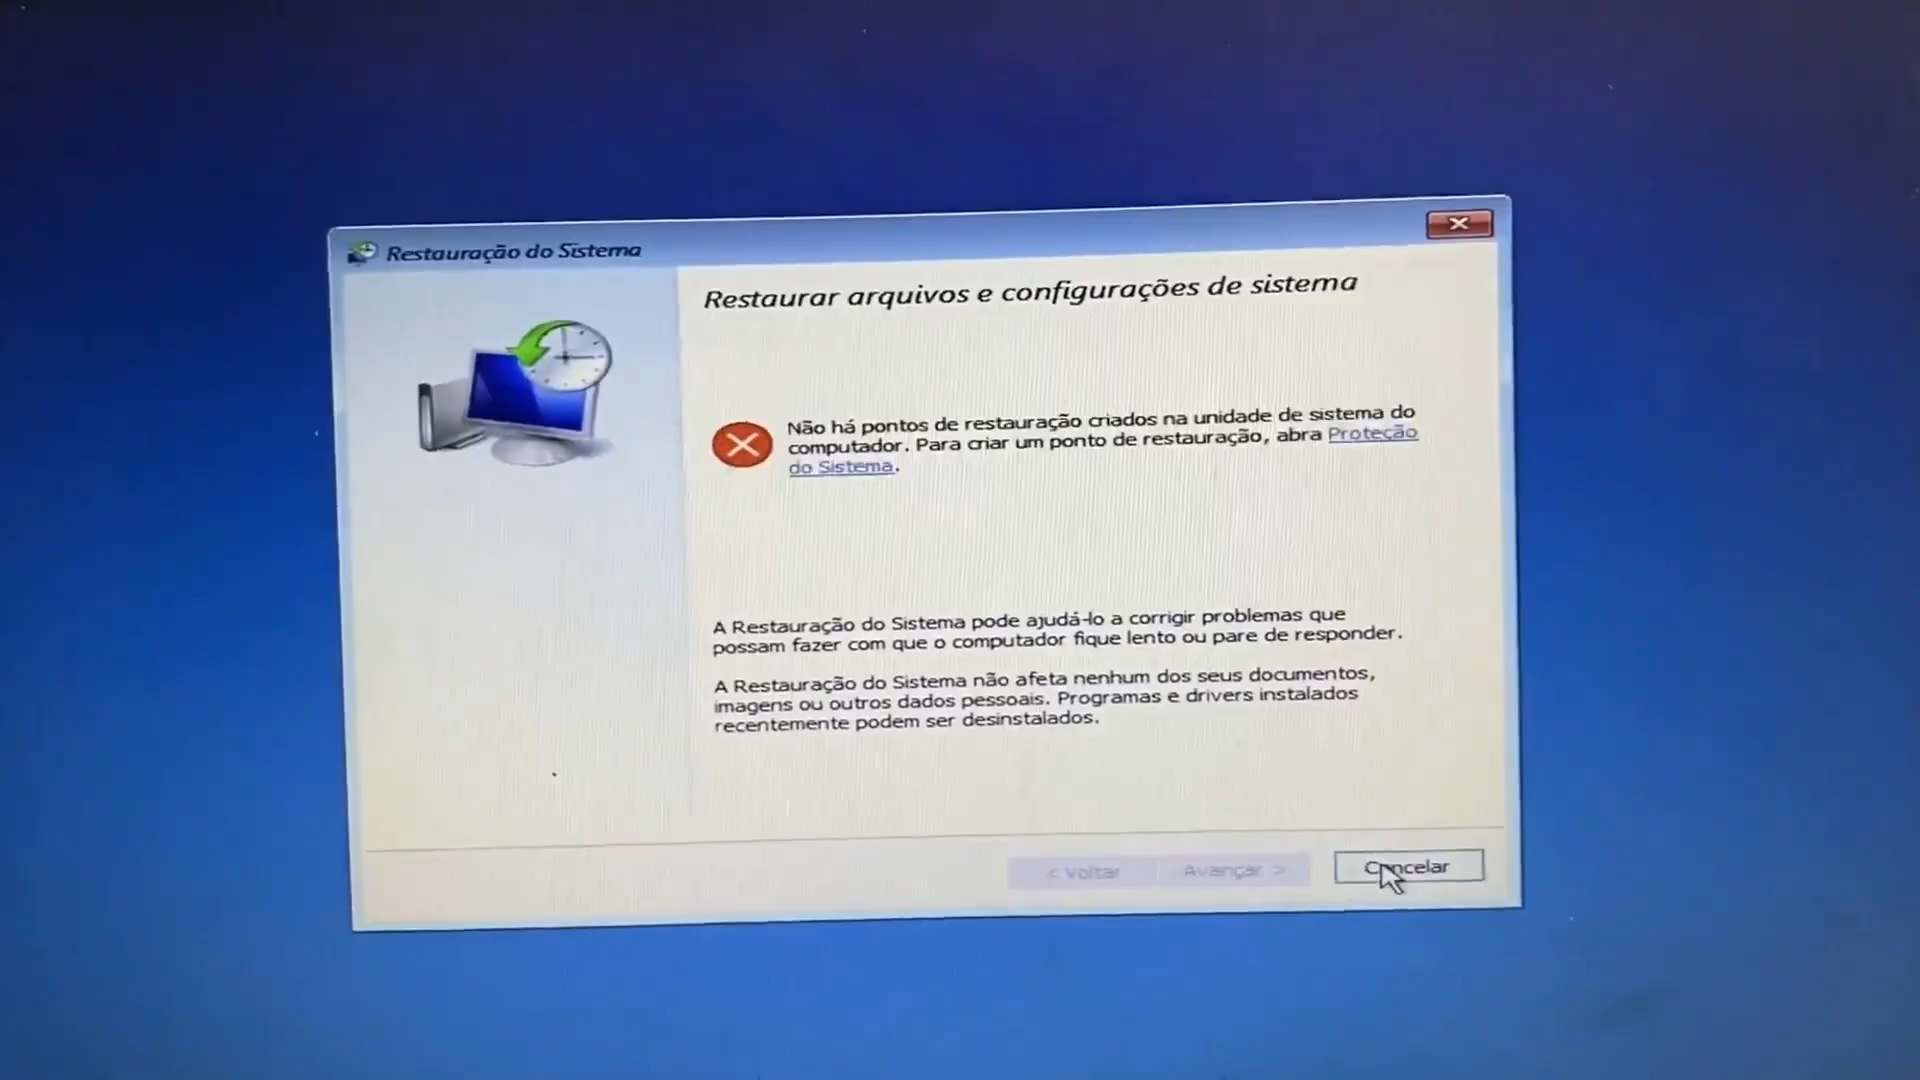 Restauração do Sistema
Restaurar arquivos e configurações de sistema
Não há pontos de restauração criados na unidade de sistema do
computador. Para criar um ponto de restauração, abra Proteção
do Sistema.
A Restauração do Sistema pode ajudá-lo a corrigir problemas que
possam fazer com que o computador fique lento ou pare de responder.
A Restauração do Sistema não afeta nenhum dos seus documentos,
imagens ou outros dados pessoais. Programas e drivers instalados
recentemente podem ser desinstalados.
< Voltar Avançar > Cancelar